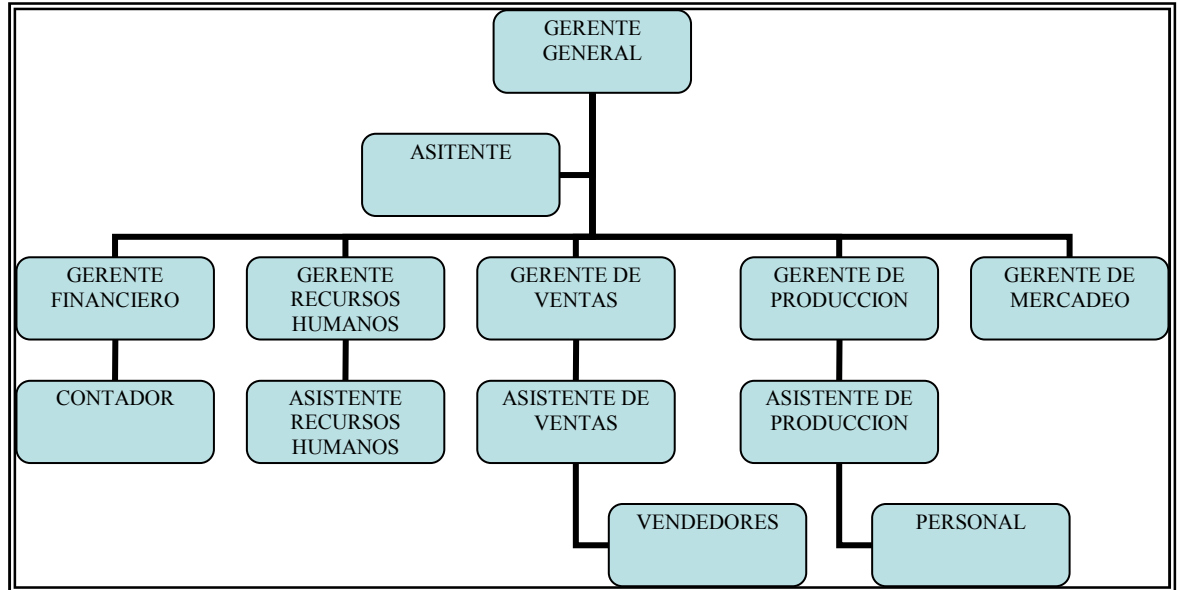 GERENTE
GENERAL
ASITENTE
GERENTE
FINANCIERO
GERENTE
RECURSOS
HUMANOS
GERENTE DE
VENTAS
GERENTE DE
PRODUCCION
GERENTE DE
MERCADEO
CONTADOR
ASISTENTE
RECURSOS
HUMANOS
ASISTENTE DE
VENTAS
ASISTENTE DE
PRODUCCION
VENDEDORES
PERSONAL